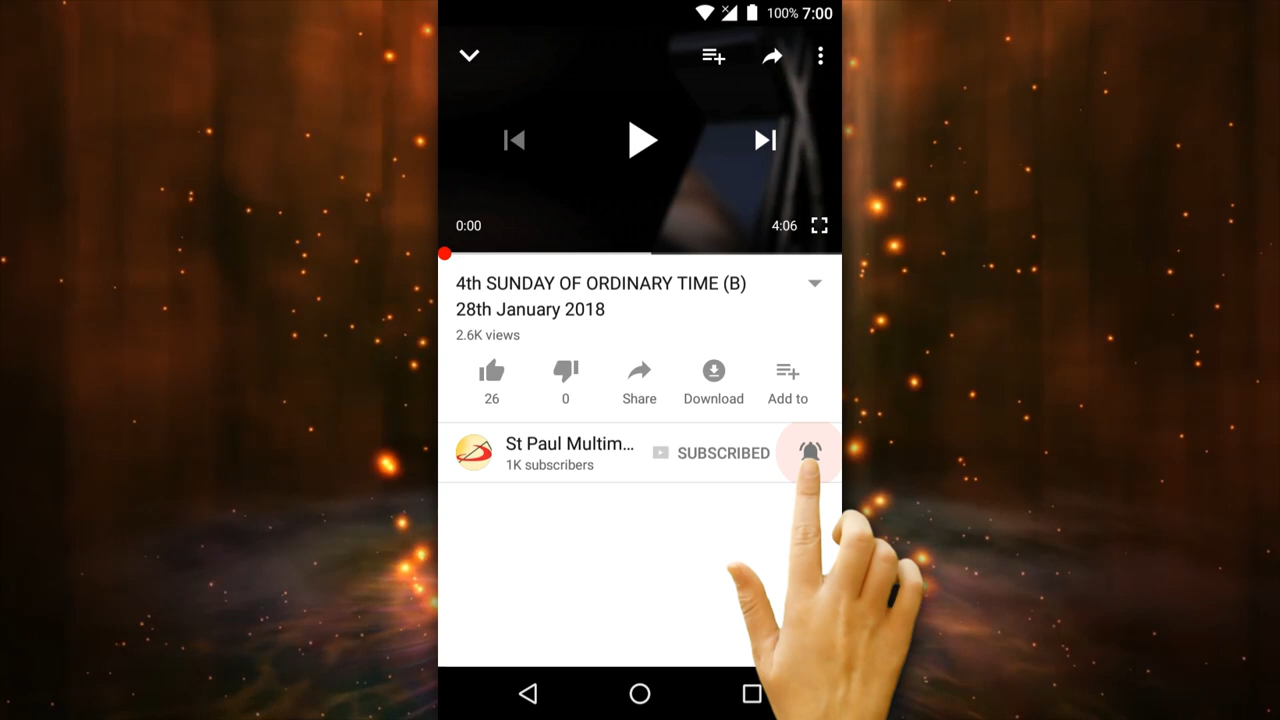 100% 7:00
0:00
4:06
4th SUNDAY OF ORDINARY TIME (B)
28th January 2018
2.6K views
26
0
Share
Download
Add to
St Paul Multim...
SUBSCRIBED
1K subscribers